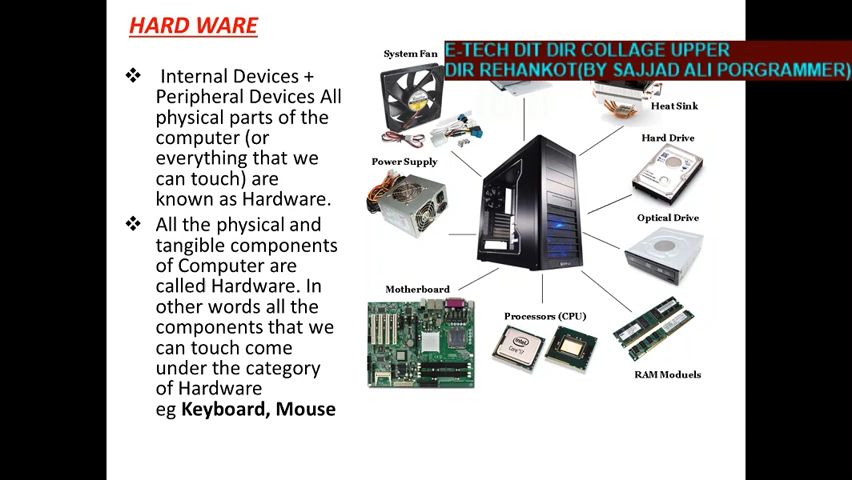 HARD WARE
Internal Devices +
Peripheral Devices All
physical parts of the
computer (or
everything that we
can touch) are
known as Hardware.
All the physical and
tangible components
of Computer are
called Hardware. In
other words all the
components that we
can touch come
under the category
of Hardware
eg Keyboard, Mouse
E-TECH DIT DIR COLLAGE UPPER
DIR REHANKOT(BY SAJJAD ALI PORGRAMMER)
System Fan
Heat Sink
Hard Drive
Power Supply
Optical Drive
Motherboard
Processors (CPU)
intel
Core i7
RAM Moduels